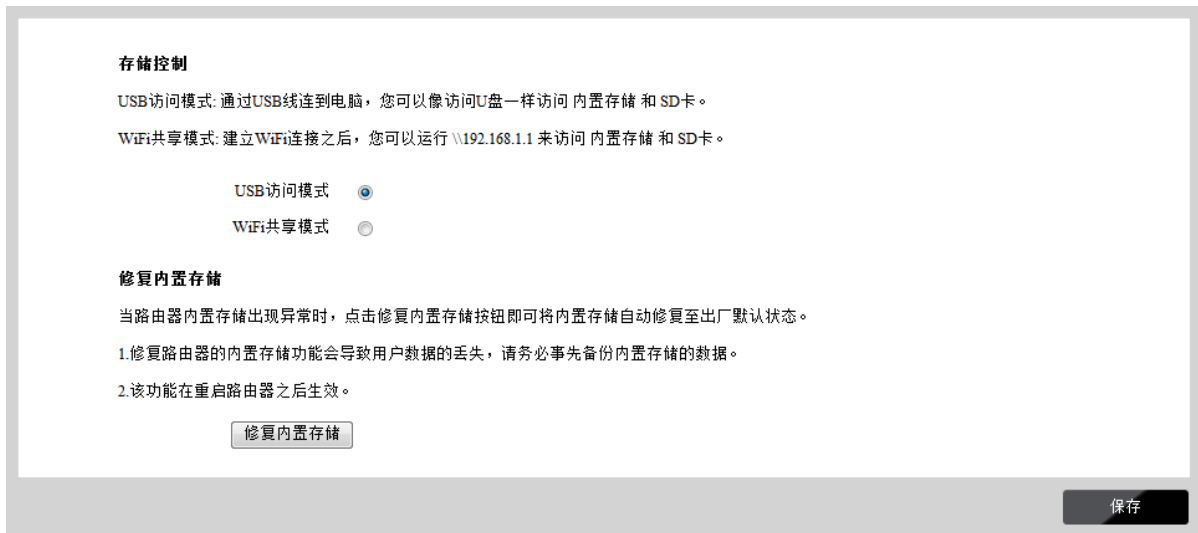 存储控制
USB访问模式: 通过USB线连到电脑，您可以像访问U盘一样访问 内置存储 和 SD卡。
WiFi共享模式: 建立WiFi连接之后，您可以运行 \\192.168.1.1 来访问 内置存储 和 SD卡。
USB访问模式
WiFi共享模式
修复内置存储
当路由器内置存储出现异常时，点击修复内置存储按钮即可将内置存储自动修复至出厂默认状态。
1.修复路由器的内置存储功能会导致用户数据的丢失，请务必事先备份内置存储的数据。
2.该功能在重启路由器之后生效。
修复内置存储
保存